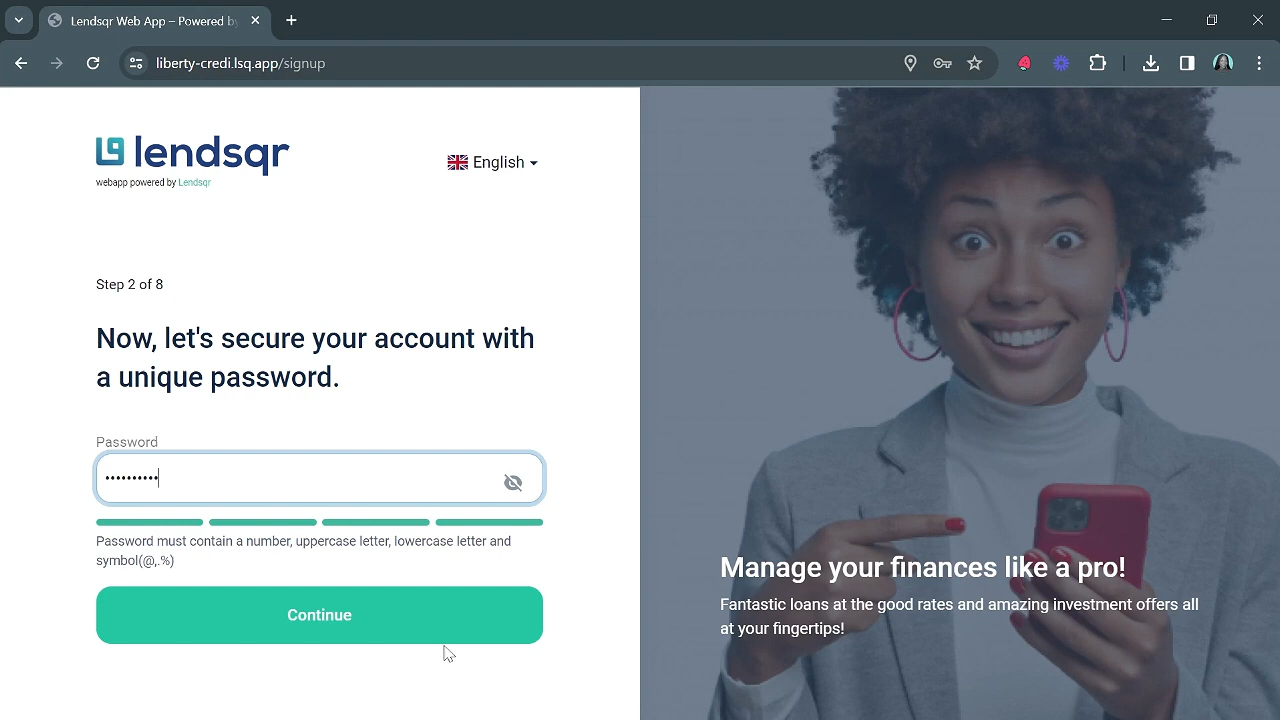 Lendsqr Web App – Powered by
liberty-credi.lsq.app/signup
lendsqr
webapp powered by Lendsqr
English
Step 2 of 8
Now, let's secure your account with
a unique password.
Password
••••••••••
Password must contain a number, uppercase letter, lowercase letter and
symbol(@,.%)
Continue
Manage your finances like a pro!
Fantastic loans at the good rates and amazing investment offers all
at your fingertips!